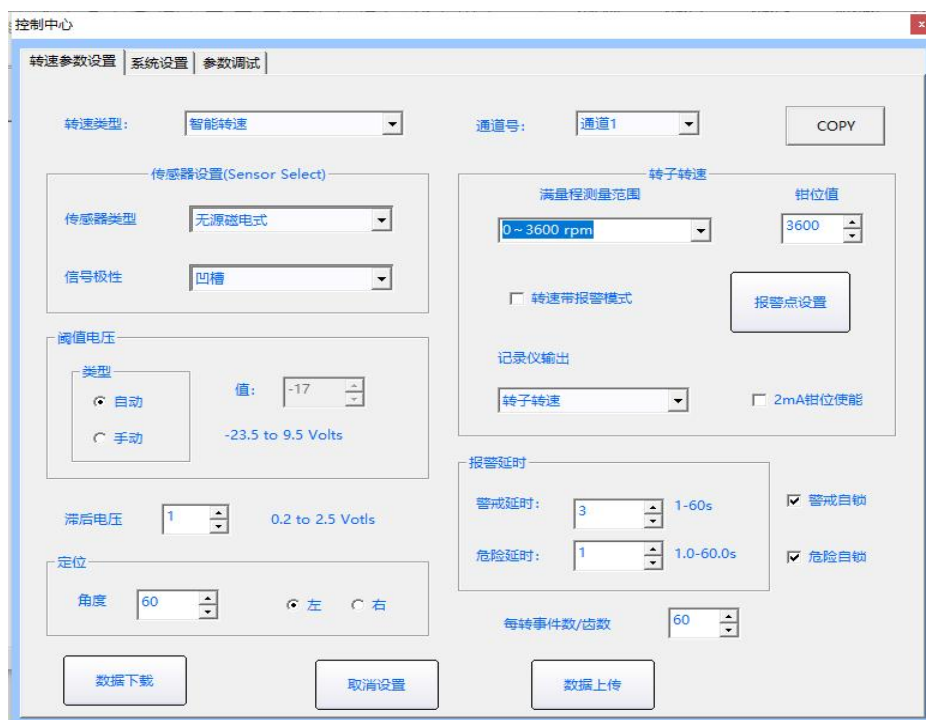 控制中心
x
转速参数设置 系统设置 参数调试
转速类型: 智能转速 通道号: 通道1 COPY
传感器设置(Sensor Select) 转子转速
满量程测量范围 钳位值
传感器类型 无源磁电式 0~3600 rpm 3600
信号极性 凹槽 转速带报警模式 报警点设置
阈值电压
类型
记录仪输出
自动 值: -17
转子转速 2mA钳位使能
手动 -23.5 to 9.5 Volts
报警延时
警戒延时: 3 1-60s 警戒自锁
滞后电压 1 0.2 to 2.5 Votls
危险延时: 1 1.0-60.0s 危险自锁
定位
角度 60 左 右
每转事件数/齿数 60
数据下载 取消设置 数据上传